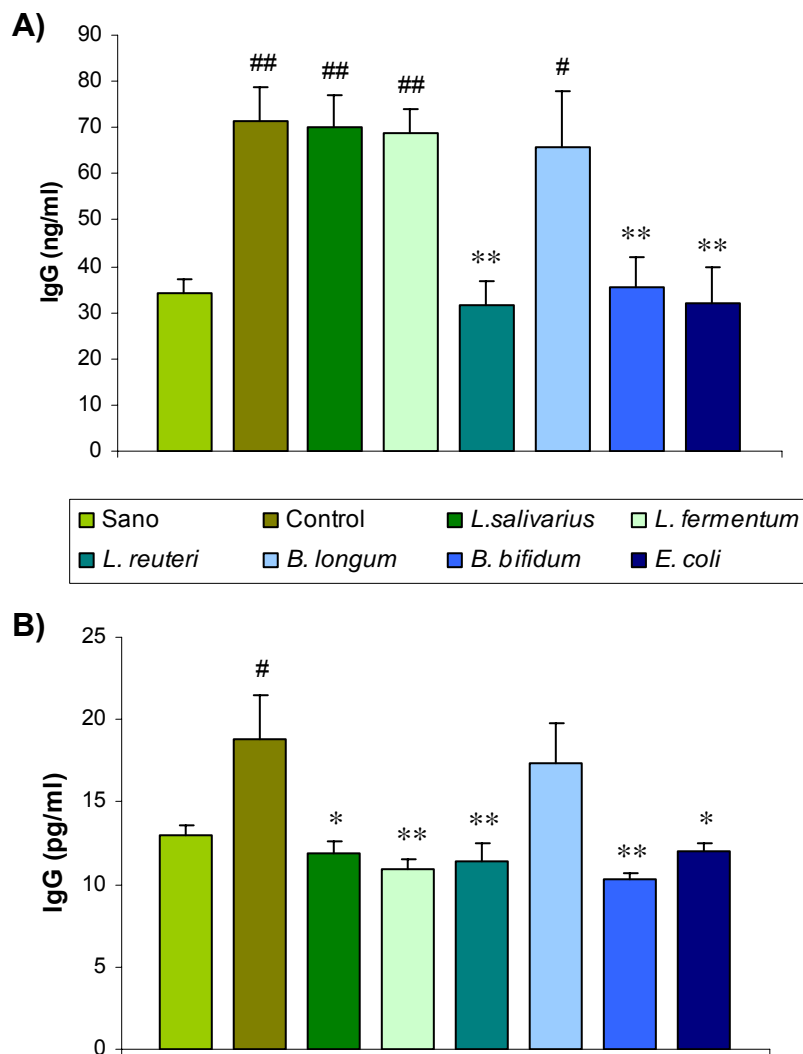 A)
90
80
70
60
50
40
30
20
10
0
IgG (ng/ml)
## ## ## ** # ** **
Sano Control L.salivarius L. fermentum
L. reuteri B. longum B. bifidum E. coli
B)
25
20
15
10
5
0
IgG (pg/ml)
# * ** ** ** *